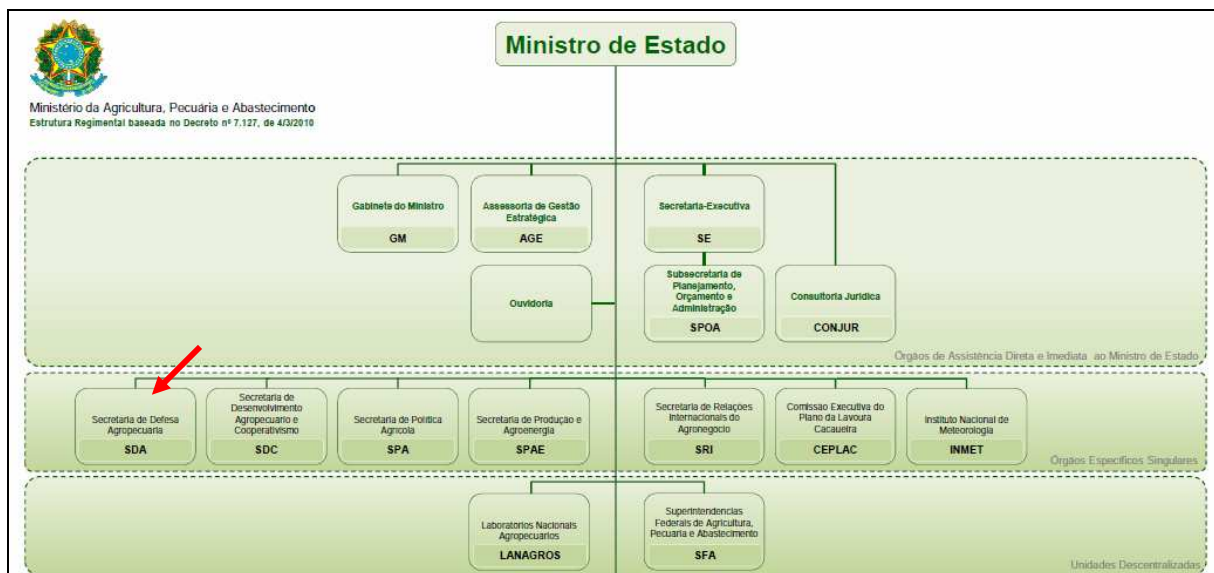 Ministro de Estado
Ministério da Agricultura, Pecuária e Abastecimento
Estrutura Regimental baseada no Decreto nº 7.127, de 4/3/2010
Gabinete do Ministro
GM
Assessoria de Gestão
Estratégica
AGE
Secretaria-Executiva
SE
Ouvidoria
Subsecretaria de
Planejamento,
Orçamento e
Administração
SPOA
Consultoria Jurídica
CONJUR
Órgãos de Assistência Direta e Imediata ao Ministro de Estado
Secretaria de Defesa
Agropecuária
SDA
Secretaria de
Desenvolvimento
Agropecuário e
Cooperativismo
SDC
Secretaria de Política
Agrícola
SPA
Secretaria de Produção e
Agroenergia
SPAE
Secretaria de Relações
Internacionais do
Agronegócio
SRI
Comissão Executiva do
Plano da Lavoura
Cacaueira
CEPLAC
Instituto Nacional de
Meteorologia
INMET
Órgãos Específicos Singulares
Laboratórios Nacionais
Agropecuários
LANAGROS
Superintendências
Federais de Agricultura,
Pecuária e Abastecimento
SFA
Unidades Descentralizadas